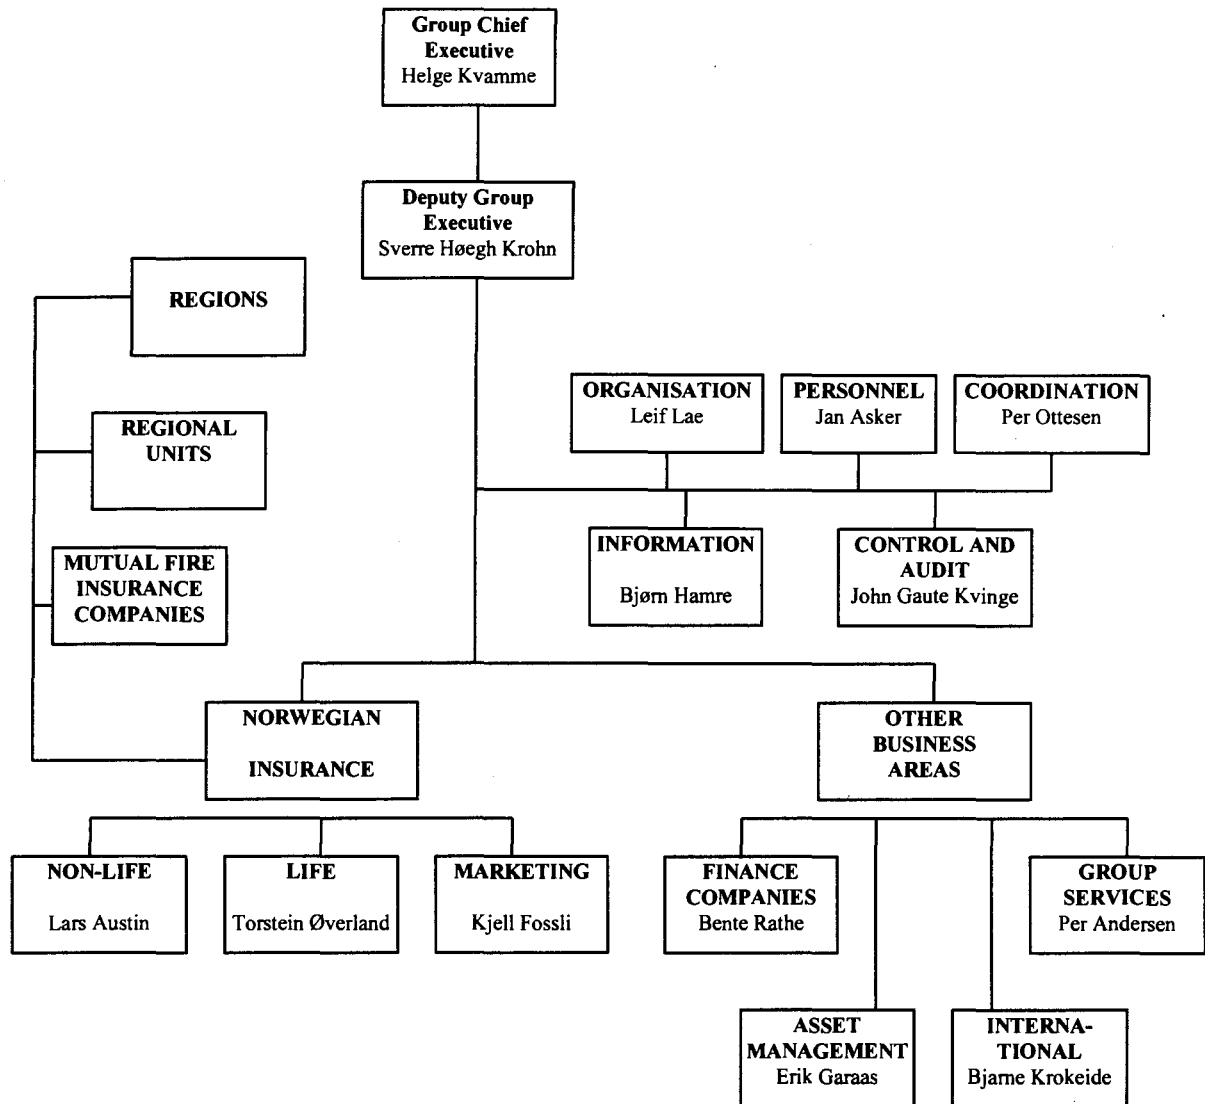 Group Chief
Executive
Helge Kvamme
Deputy Group
Executive
Sverre Høegh Krohn
REGIONS
REGIONAL
UNITS
MUTUAL FIRE
INSURANCE
COMPANIES
ORGANISATION
Leif Lae
PERSONNEL
Jan Asker
COORDINATION
Per Ottesen
INFORMATION
Bjørn Hamre
CONTROL AND
AUDIT
John Gaute Kvinge
NORWEGIAN
INSURANCE
OTHER
BUSINESS
AREAS
NON-LIFE
Lars Austin
LIFE
Torstein Øverland
MARKETING
Kjell Fossli
FINANCE
COMPANIES
Bente Rathe
GROUP
SERVICES
Per Andersen
ASSET
MANAGEMENT
Erik Garaas
INTERNA-
TIONAL
Bjarne Krokeide